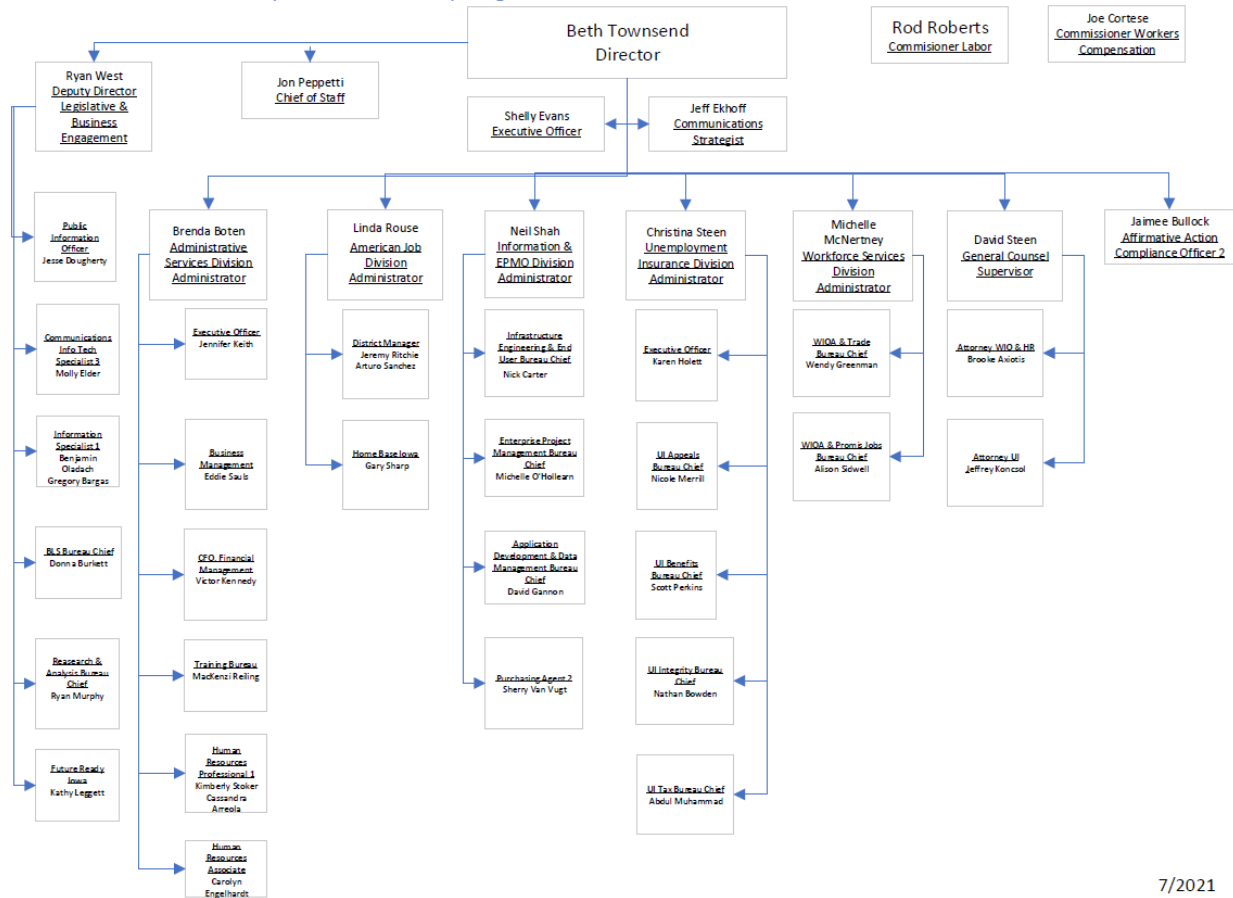 Beth Townsend
Director
Rod Roberts
Commisioner Labor
Joe Cortese
Commissioner Workers
Compensation
Ryan West
Deputy Director
Legislative &
Business
Engagement
Jon Peppetti
Chief of Staff
Shelly Evans
Executive Officer
Jeff Ekhoff
Communications
Strategist
Public
Information
Officer
Jesse Dougherty
Communications
Info Tech
Specialist 3
Molly Elder
Information
Specialist 1
Benjamin
Oladach
Gregory Bargas
BLS Bureau Chief
Donna Burkett
Reasearch &
Analysis Bureau
Chief
Ryan Murphy
Future Ready
Iowa
Kathy Leggett
Brenda Boten
Administrative
Services Division
Administrator
Executive Officer
Jennifer Keith
Business
Management
Eddie Sauls
CFO. Financial
Management
Victor Kennedy
Training Bureau
MacKenzi Reiling
Human
Resources
Professional 1
Kimberly Stoker
Cassandra
Arreola
Human
Resources
Associate
Carolyn
Engelhardt
Linda Rouse
American Job
Division
Administrator
District Manager
Jeremy Ritchie
Arturo Sanchez
Home Base Iowa
Gary Sharp
Neil Shah
Information &
EPMO Division
Administrator
Infrastructure
Engineering & End
User Bureau Chief
Nick Carter
Enterprise Project
Management Bureau
Chief
Michelle O'Hollearn
Application
Development & Data
Management Bureau
Chief
David Gannon
Purchasing Agent 2
Sherry Van Vugt
Christina Steen
Unemployment
Insurance Division
Administrator
Executive Officer
Karen Holett
UI Appeals
Bureau Chief
Nicole Merrill
UI Benefits
Bureau Chief
Scott Perkins
UI Integrity Bureau
Chief
Nathan Bowden
UI Tax Bureau Chief
Abdul Muhammad
Michelle
McNertney
Workforce Services
Division
Administrator
WIOA & Trade
Bureau Chief
Wendy Greenman
WIOA & Promis Jobs
Bureau Chief
Alison Sidwell
David Steen
General Counsel
Supervisor
Attorney WIO & HR
Brooke Axiotis
Attorney UI
Jeffrey Koncsol
Jaimee Bullock
Affirmative Action
Compliance Officer 2
7/2021